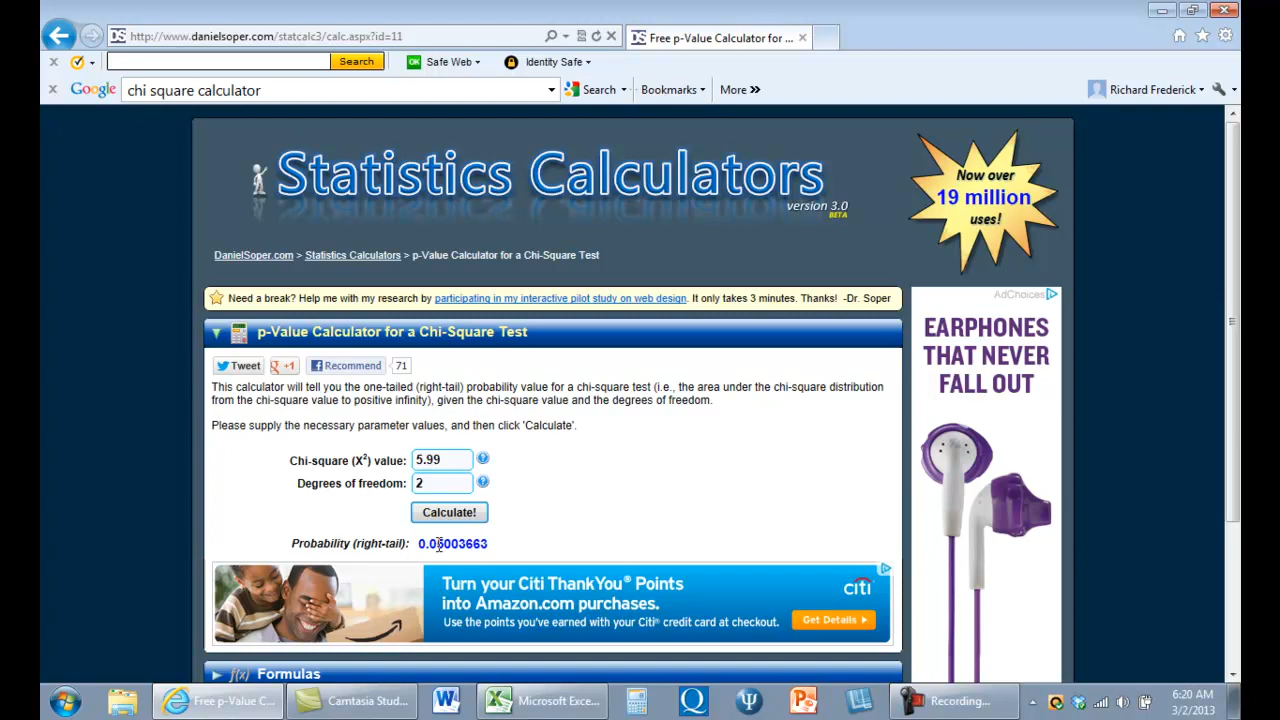 http://www.danielsoper.com/statcalc3/calc.aspx?id=11
DS Free p-Value Calculator for ...
Search
OK Safe Web
Identity Safe
Google
chi square calculator
Search
Bookmarks
More »
Richard Frederick
Statistics Calculators
version 3.0
BETA
Now over
19 million
uses!
DanielSoper.com > Statistics Calculators > p-Value Calculator for a Chi-Square Test
Need a break? Help me with my research by participating in my interactive pilot study on web design. It only takes 3 minutes. Thanks! -Dr. Soper
AdChoices
p-Value Calculator for a Chi-Square Test
Tweet
g +1
Recommend
71
This calculator will tell you the one-tailed (right-tail) probability value for a chi-square test (i.e., the area under the chi-square distribution
from the chi-square value to positive infinity), given the chi-square value and the degrees of freedom.
Please supply the necessary parameter values, and then click 'Calculate'.
Chi-square (X²) value: 5.99
Degrees of freedom: 2
Calculate!
Probability (right-tail): 0.05003663
EARPHONES
THAT NEVER
FALL OUT
Turn your Citi ThankYou® Points
into Amazon.com purchases.
Use the points you've earned with your Citi® credit card at checkout.
citi
Get Details
f(x) Formulas
Free p-Value C...
Camtasia Stud...
Microsoft Exce...
Recording...
6:20 AM
3/2/2013